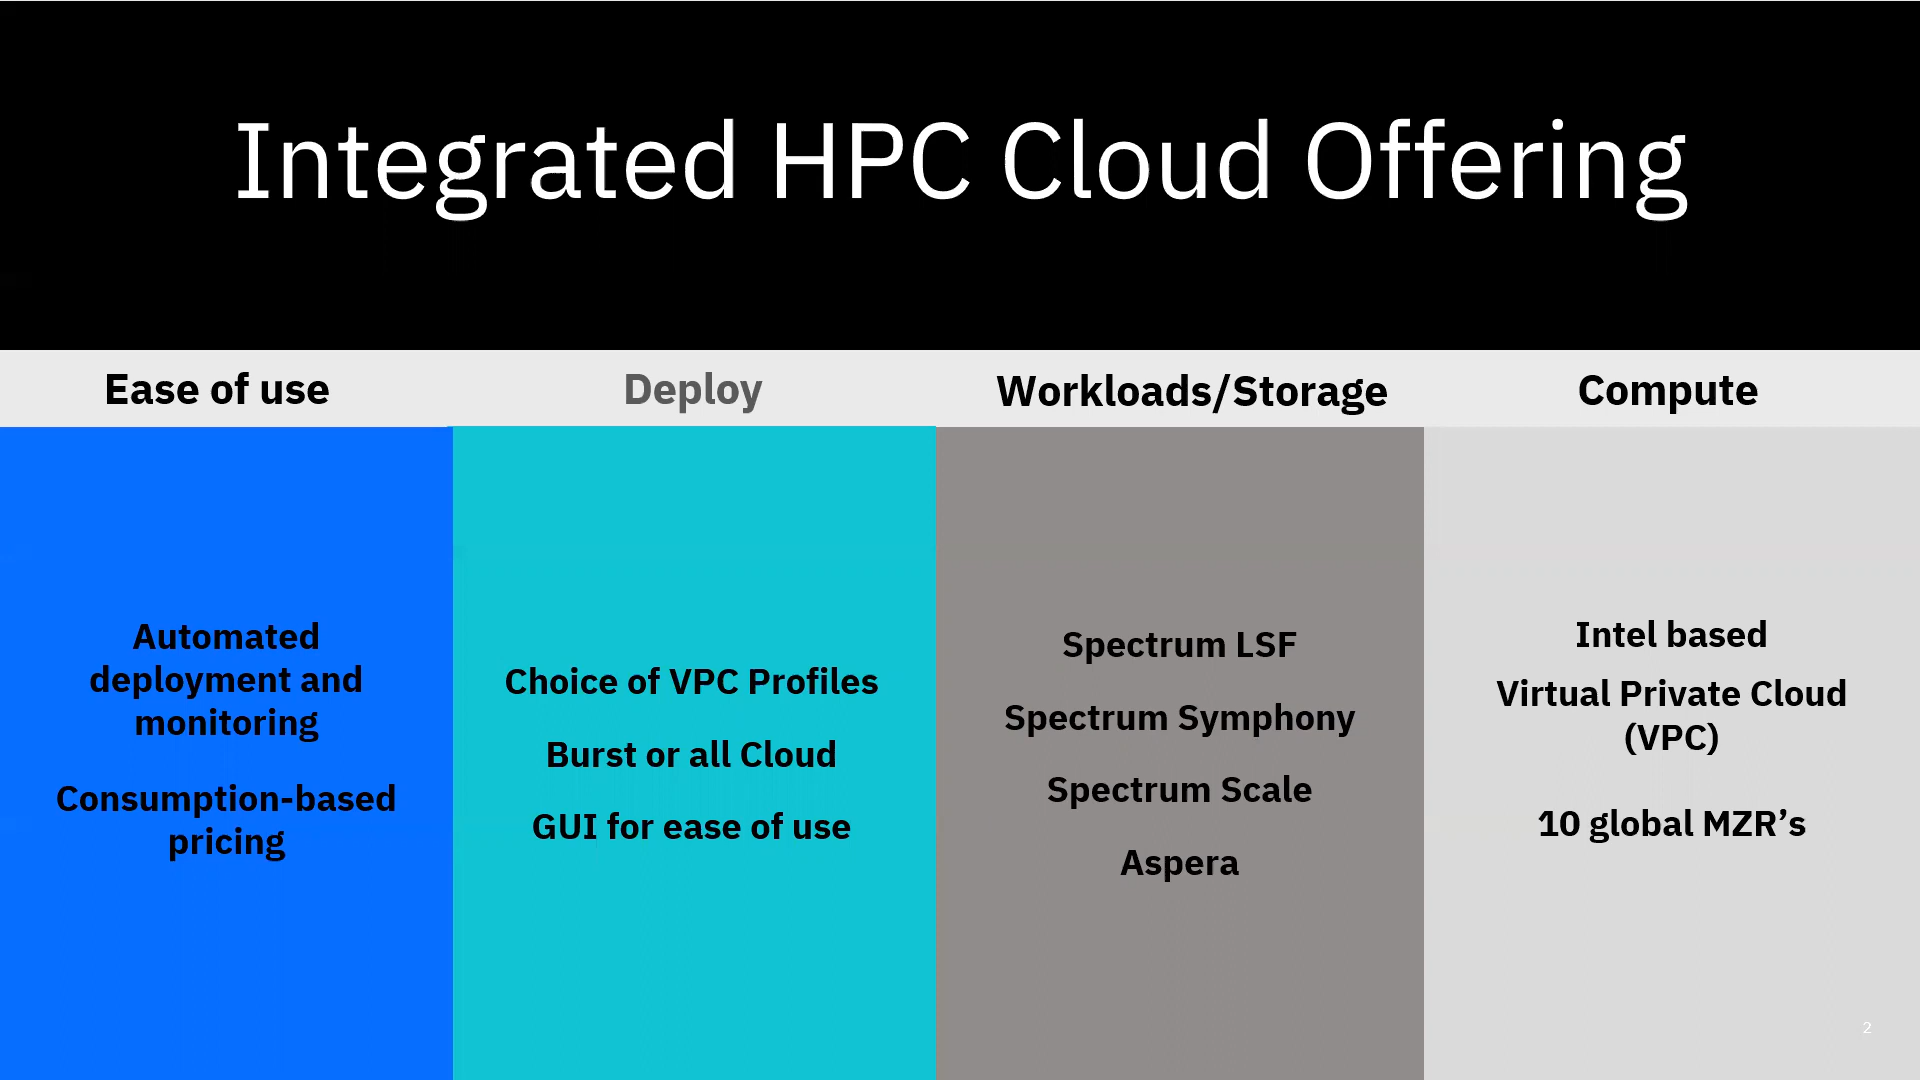 Integrated HPC Cloud Offering
Ease of use
Automated
deployment and
monitoring
Consumption-based
pricing
Deploy
Choice of VPC Profiles
Burst or all Cloud
GUI for ease of use
Workloads/Storage
Spectrum LSF
Spectrum Symphony
Spectrum Scale
Aspera
Compute
Intel based
Virtual Private Cloud
(VPC)
10 global MZR’s
2